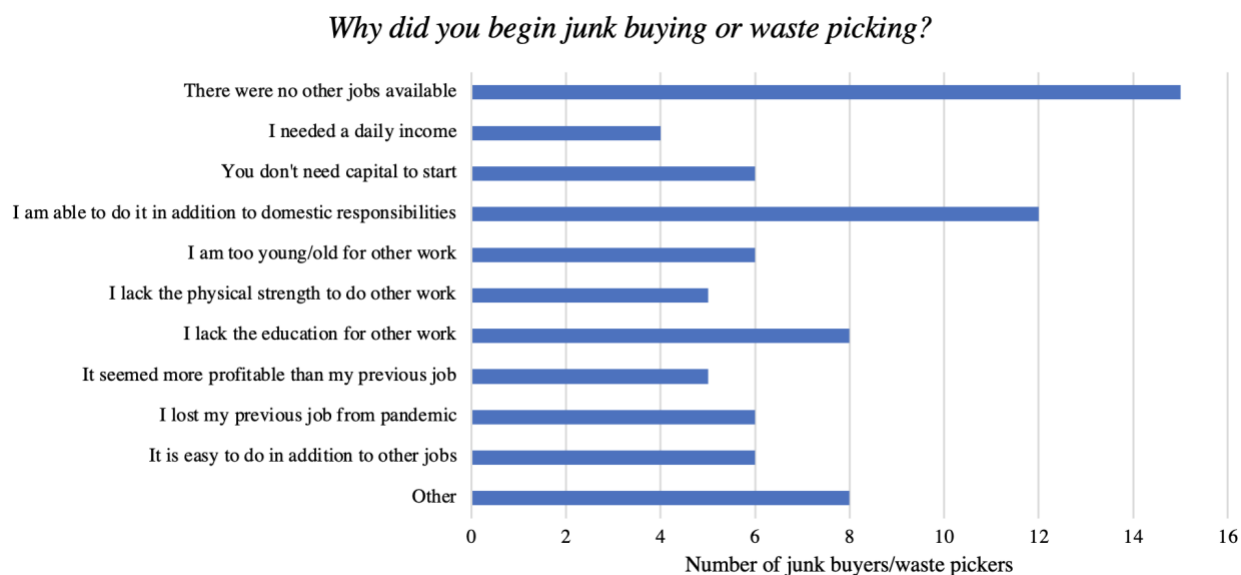 Why did you begin junk buying or waste picking?
There were no other jobs available
I needed a daily income
You don't need capital to start
I am able to do it in addition to domestic responsibilities
I am too young/old for other work
I lack the physical strength to do other work
I lack the education for other work
It seemed more profitable than my previous job
I lost my previous job from pandemic
It is easy to do in addition to other jobs
Other
0 2 4 6 8 10 12 14 16
Number of junk buyers/waste pickers